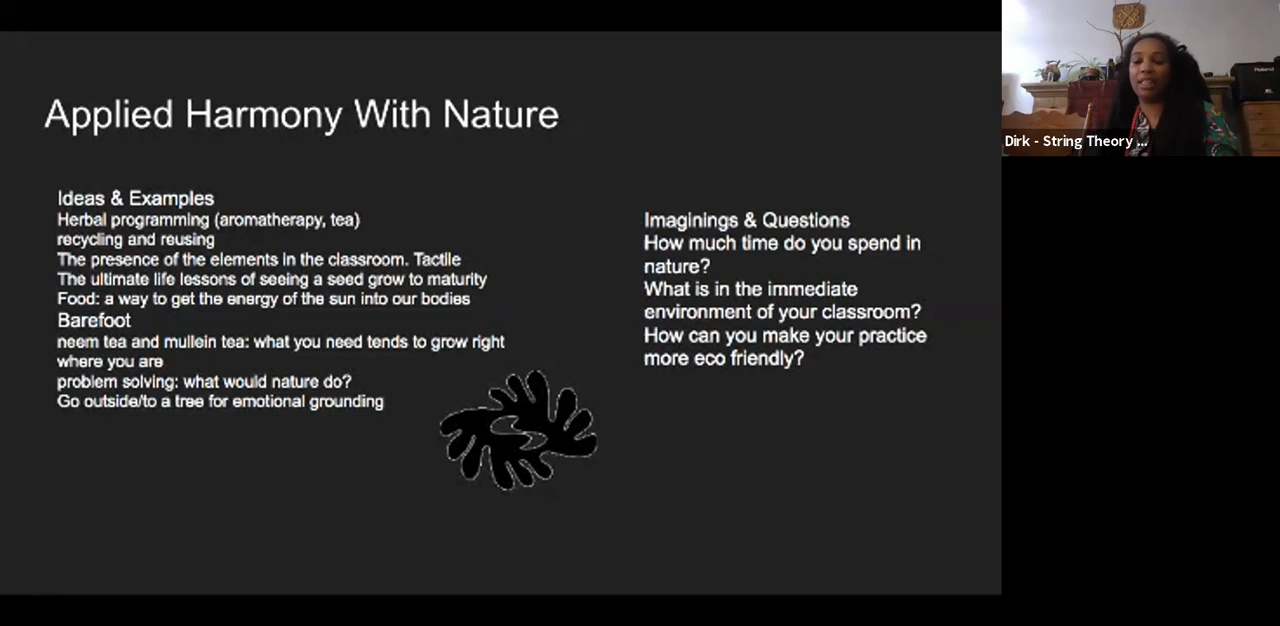 Applied Harmony With Nature
Ideas & Examples
Herbal programming (aromatherapy, tea)
recycling and reusing
The presence of the elements in the classroom. Tactile
The ultimate life lessons of seeing a seed grow to maturity
Food: a way to get the energy of the sun into our bodies
Barefoot
neem tea and mullein tea: what you need tends to grow right
where you are
problem solving: what would nature do?
Go outside/to a tree for emotional grounding
Imaginings & Questions
How much time do you spend in
nature?
What is in the immediate
environment of your classroom?
How can you make your practice
more eco friendly?
Dirk - String Theory ...
Roland